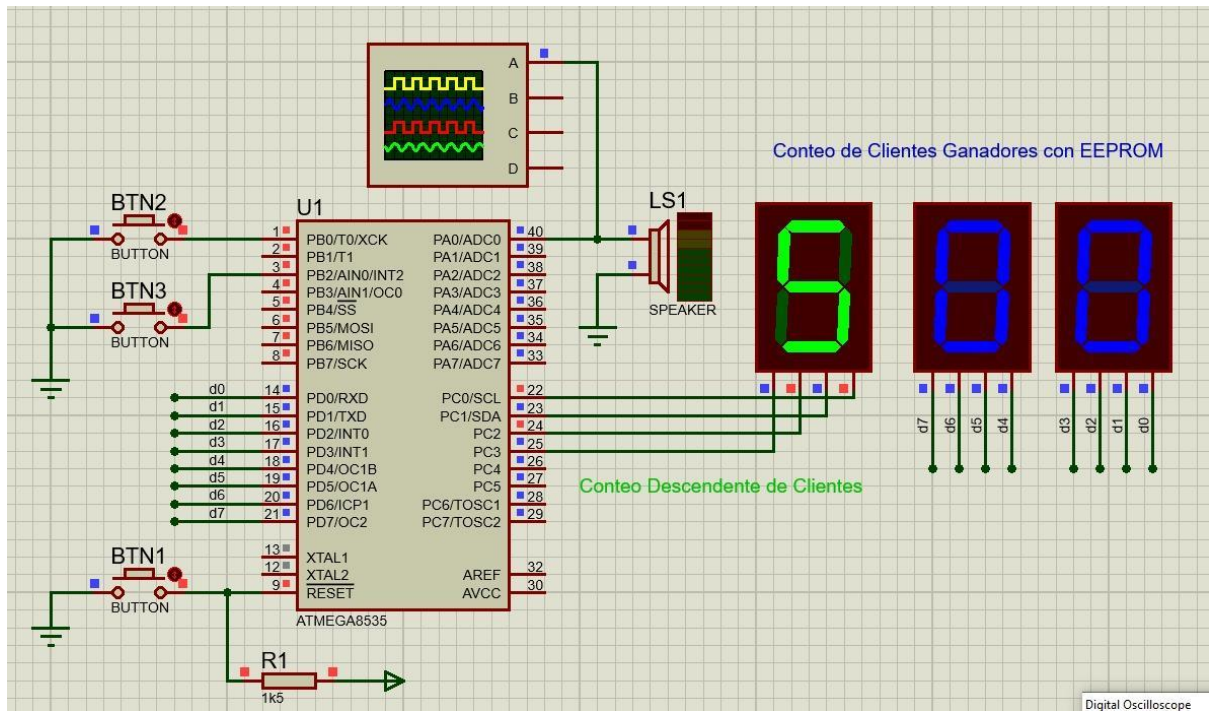 A
B
C
D
Conteo de Clientes Ganadores con EEPROM
BTN2
BUTTON
BTN3
BUTTON
U1
1 PB0/T0/XCK PA0/ADC0 40
2 PB1/T1 PA1/ADC1 39
3 PB2/AIN0/INT2 PA2/ADC2 38
4 PB3/AIN1/OC0 PA3/ADC3 37
5 PB4/SS PA4/ADC4 36
6 PB5/MOSI PA5/ADC5 35
7 PB6/MISO PA6/ADC6 34
8 PB7/SCK PA7/ADC7 33
d0 14 PD0/RXD PC0/SCL 22
d1 15 PD1/TXD PC1/SDA 23
d2 16 PD2/INT0 PC2 24
d3 17 PD3/INT1 PC3 25
d4 18 PD4/OC1B PC4 26
d5 19 PD5/OC1A PC5 27
d6 20 PD6/ICP1 PC6/TOSC1 28
d7 21 PD7/OC2 PC7/TOSC2 29
13 XTAL1
12 XTAL2 AREF 32
9 RESET AVCC 30
ATMEGA8535
LS1
SPEAKER
5 0 0
d7 d6 d5 d4 d3 d2 d1 d0
Conteo Descendente de Clientes
BTN1
BUTTON
R1
1k5
Digital Oscilloscope